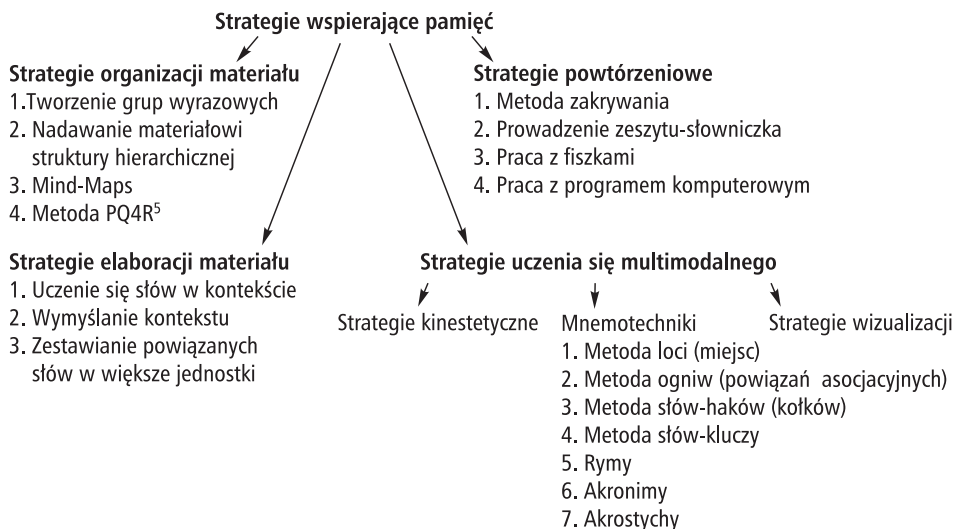 Strategie wspierające pamięć
Strategie organizacji materiału
1.Tworzenie grup wyrazowych
2. Nadawanie materiałowi
struktury hierarchicznej
3. Mind-Maps
4. Metoda PQ4R⁵
Strategie powtórzeniowe
1. Metoda zakrywania
2. Prowadzenie zeszytu-słowniczka
3. Praca z fiszkami
4. Praca z programem komputerowym
Strategie elaboracji materiału
1. Uczenie się słów w kontekście
2. Wymyślanie kontekstu
3. Zestawianie powiązanych
słów w większe jednostki
Strategie uczenia się multimodalnego
Strategie kinestetyczne
Mnemotechniki
1. Metoda loci (miejsc)
2. Metoda ogniw (powiązań asocjacyjnych)
3. Metoda słów-haków (kołków)
4. Metoda słów-kluczy
5. Rymy
6. Akronimy
7. Akrostychy
Strategie wizualizacji